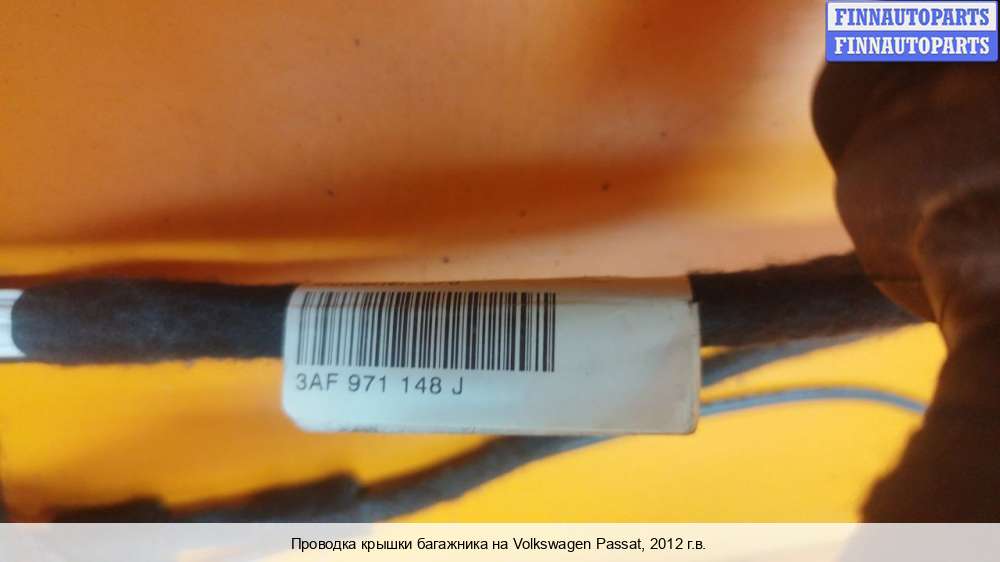 FINNAUTOPARTS
FINNAUTOPARTS
3AF 971 148 J
Проводка крышки багажника на Volkswagen Passat, 2012 г.в.